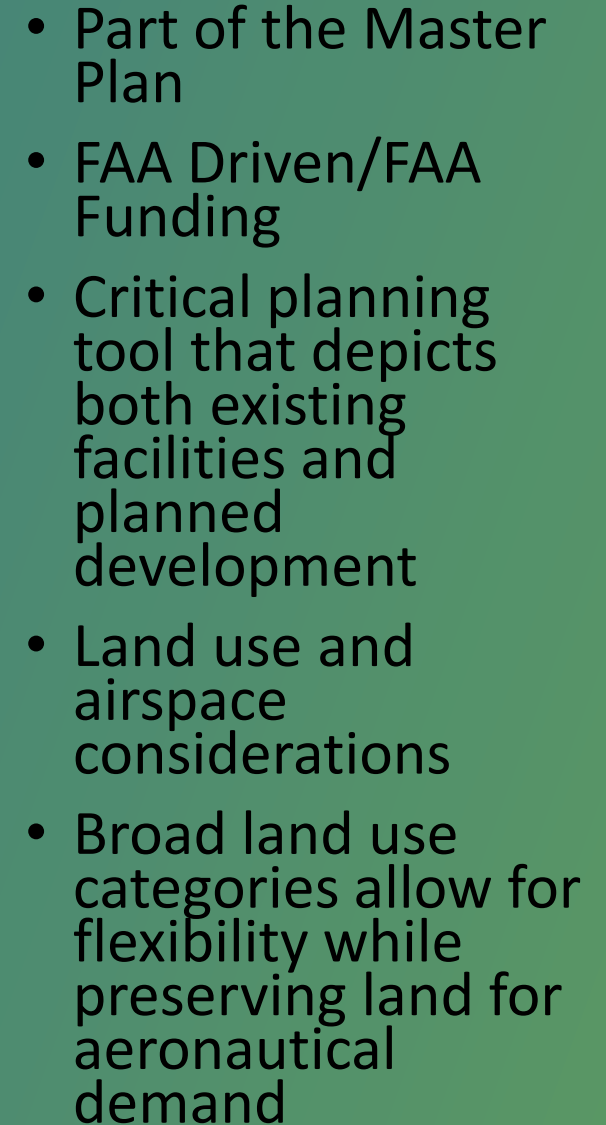 • Part of the Master
Plan
• FAA Driven/FAA
Funding
• Critical planning
tool that depicts
both existing
facilities and
planned
development
• Land use and
airspace
considerations
• Broad land use
categories allow for
flexibility while
preserving land for
aeronautical
demand